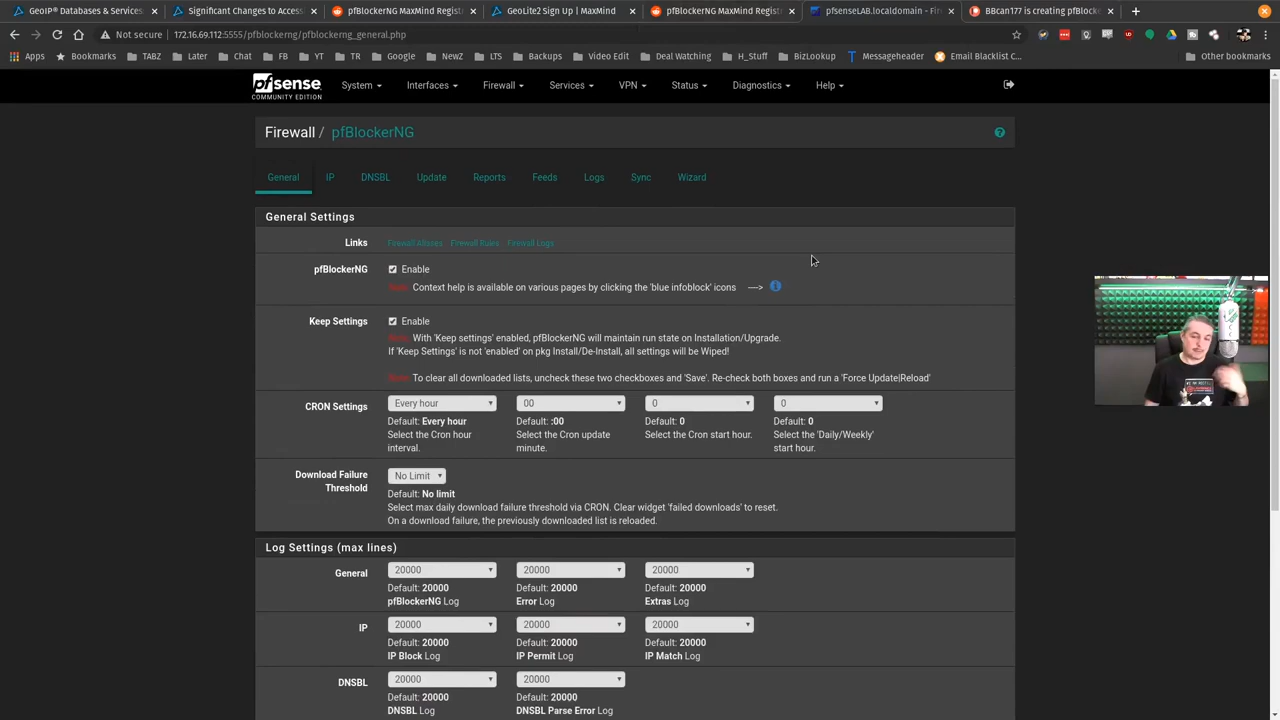 GeoIP® Databases & Services
Significant Changes to Access
pfBlockerNG MaxMind Regist
GeoLite2 Sign Up | MaxMind
pfBlockerNG MaxMind Regist
pfsenseLAB.localdomain - Fir
BBcan177 is creating pfBlocke
Not secure | 172.16.69.112:5555/pfblockerng/pfblockerng_general.php
Apps Bookmarks TABZ Later Chat FB YT TR Google NewZ LTS Backups Video Edit Deal Watching H_Stuff BizLookup Messageheader Email Blacklist C... Other bookmarks
pfsense
COMMUNITY EDITION
System Interfaces Firewall Services VPN Status Diagnostics Help
Firewall / pfBlockerNG
General IP DNSBL Update Reports Feeds Logs Sync Wizard
General Settings
Links Firewall Aliases Firewall Rules Firewall Logs
pfBlockerNG Enable
Note: Context help is available on various pages by clicking the 'blue infoblock' icons --->
Keep Settings Enable
Note: With 'Keep settings' enabled, pfBlockerNG will maintain run state on Installation/Upgrade.
If 'Keep Settings' is not 'enabled' on pkg Install/De-Install, all settings will be Wiped!
Note: To clear all downloaded lists, uncheck these two checkboxes and 'Save'. Re-check both boxes and run a 'Force Update|Reload'
CRON Settings Every hour 00 0 0
Default: Every hour Default: :00 Default: 0 Default: 0
Select the Cron hour Select the Cron update Select the Cron start hour. Select the 'Daily/Weekly'
interval. minute. start hour.
Download Failure No Limit
Threshold
Default: No limit
Select max daily download failure threshold via CRON. Clear widget 'failed downloads' to reset.
On a download failure, the previously downloaded list is reloaded.
Log Settings (max lines)
General 20000 20000 20000
Default: 20000 Default: 20000 Default: 20000
pfBlockerNG Log Error Log Extras Log
IP 20000 20000 20000
Default: 20000 Default: 20000 Default: 20000
IP Block Log IP Permit Log IP Match Log
DNSBL 20000 20000
Default: 20000 Default: 20000
DNSBL Log DNSBL Parse Error Log